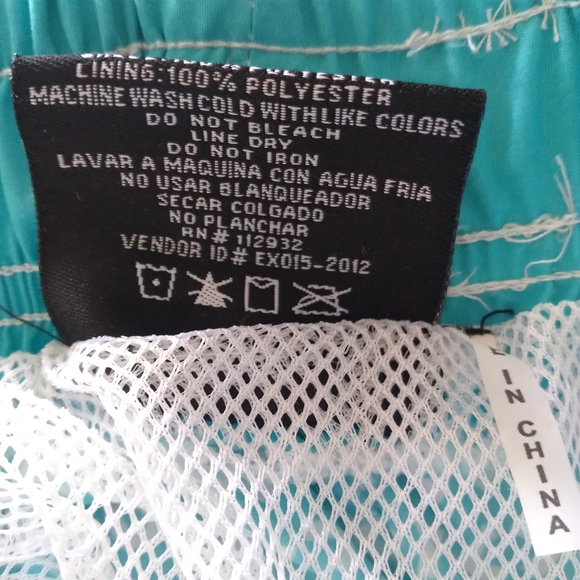 POLYESTER
LINING:100% POLYESTER
MACHINE WASH COLD WITH LIKE COLORS
DO NOT BLEACH
LINE DRY
DO NOT IRON
LAVAR A MAQUINA CON AGUA FRIA
NO USAR BLANQUEADOR
SECAR COLGADO
NO PLANCHAR
RN# 112932
VENDOR ID# EX015-2012
IN CHINA